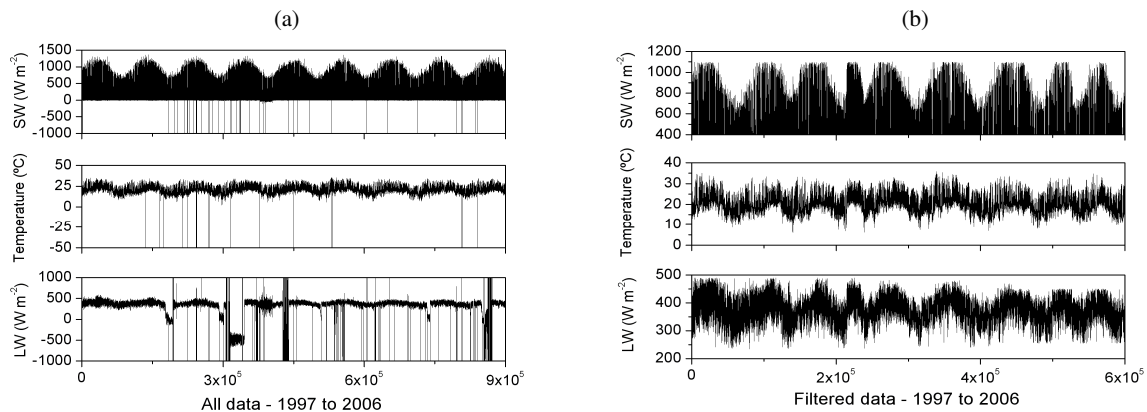 (a)
SW (W m⁻²)
1500
1000
500
0
-500
-1000
Temperature (ºC)
50
25
0
-25
-50
LW (W m⁻²)
1000
500
0
-500
-1000
0
3x10⁵
6x10⁵
9x10⁵
All data - 1997 to 2006
(b)
SW (W m⁻²)
1200
1000
800
600
400
Temperature (ºC)
40
30
20
10
0
LW (W m⁻²)
500
400
300
200
0
2x10⁵
4x10⁵
6x10⁵
Filtered data - 1997 to 2006